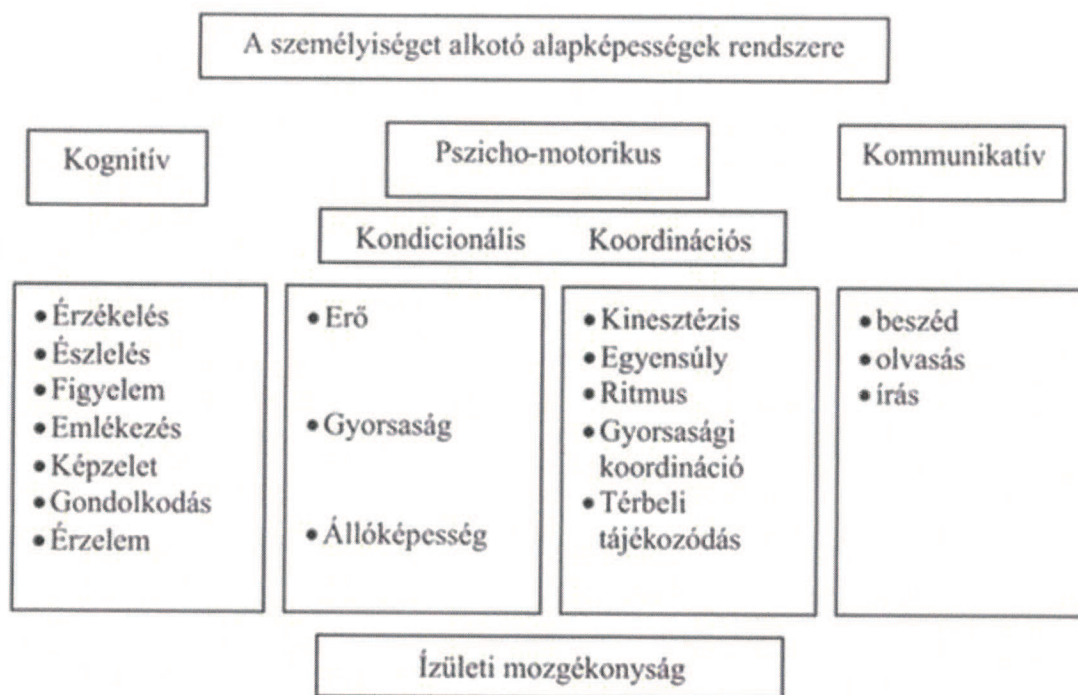 A személyiséget alkotó alapképességek rendszere
Kognitív
Pszicho-motorikus
Kommunikatív
Kondicionális Koordinációs
• Érzékelés
• Észlelés
• Figyelem
• Emlékezés
• Képzelet
• Gondolkodás
• Érzelem
• Erő
• Gyorsaság
• Állóképesség
• Kinesztézis
• Egyensúly
• Ritmus
• Gyorsasági
koordináció
• Térbeli
tájékozódás
• beszéd
• olvasás
• írás
Ízületi mozgékonyság